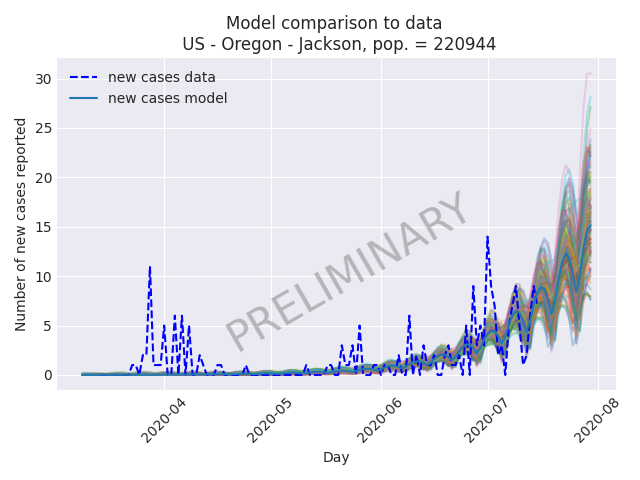 Model comparison to data
US - Oregon - Jackson, pop. = 220944
new cases data
new cases model
Number of new cases reported
30
25
20
15
10
5
0
PRELIMINARY
2020-04
2020-05
2020-06
2020-07
2020-08
Day